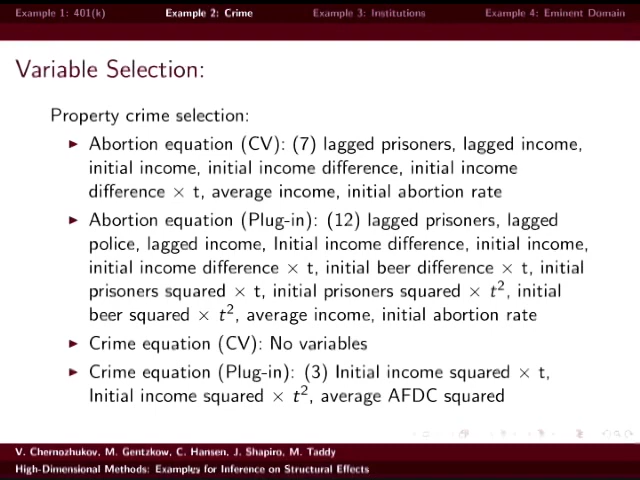 Example 1: 401(k) Example 2: Crime Example 3: Institutions Example 4: Eminent Domain
Variable Selection:
Property crime selection:
► Abortion equation (CV): (7) lagged prisoners, lagged income,
initial income, initial income difference, initial income
difference × t, average income, initial abortion rate
► Abortion equation (Plug-in): (12) lagged prisoners, lagged
police, lagged income, Initial income difference, initial income,
initial income difference × t, initial beer difference × t, initial
prisoners squared × t, initial prisoners squared × t², initial
beer squared × t², average income, initial abortion rate
► Crime equation (CV): No variables
► Crime equation (Plug-in): (3) Initial income squared × t,
Initial income squared × t², average AFDC squared
V. Chernozhukov, M. Gentzkow, C. Hansen, J. Shapiro, M. Taddy
High-Dimensional Methods: Examples for Inference on Structural Effects